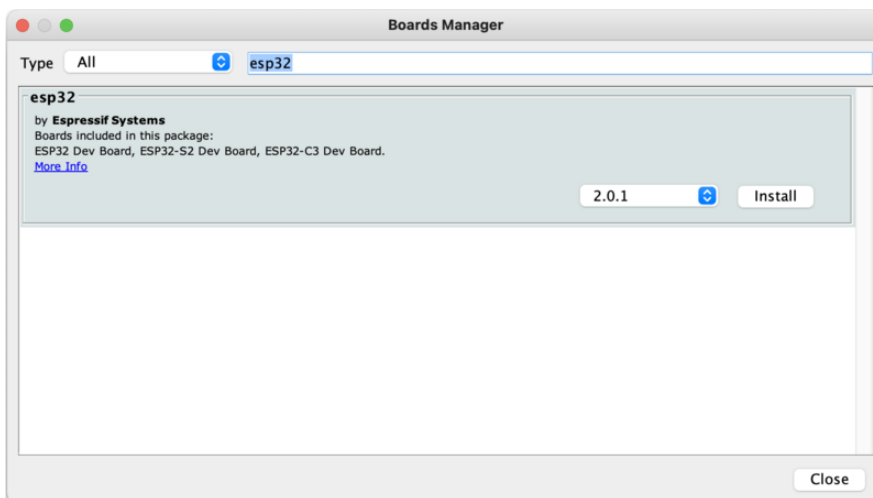 Boards Manager
Type All esp32
esp32
by Espressif Systems
Boards included in this package:
ESP32 Dev Board, ESP32-S2 Dev Board, ESP32-C3 Dev Board.
More Info
2.0.1 Install
Close